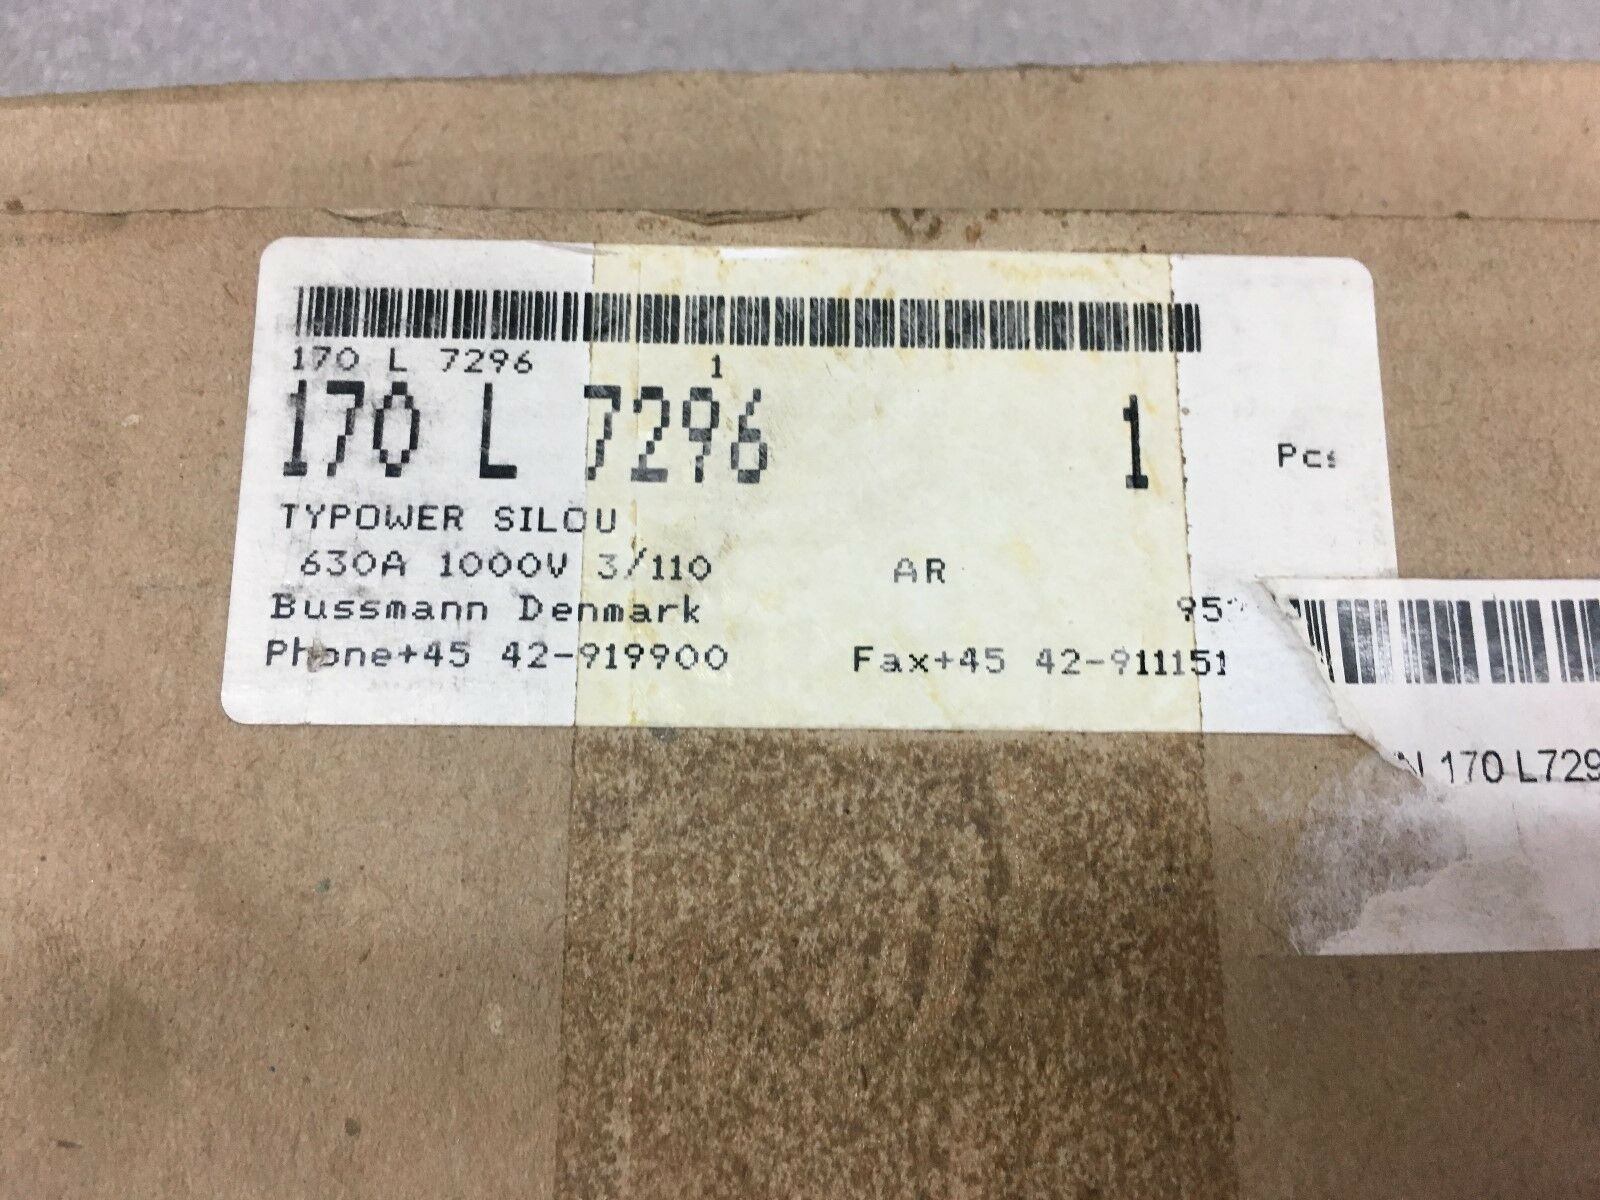 170 L 7296 1
170 L 7296 1 Pcs
TYPOWER SILOU
630A 1000V 3/110 AR
Bussmann Denmark
Phone+45 42-919900 Fax+45 42-911151
170 L729